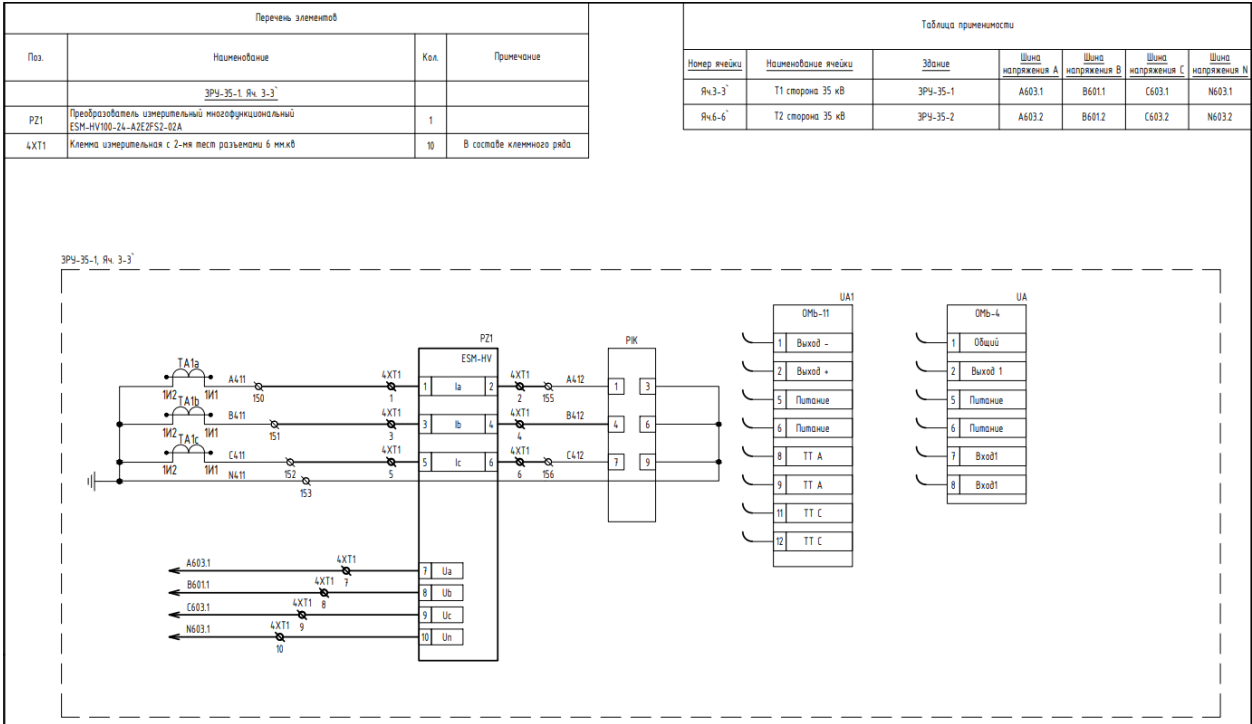 Перечень элементов
Поз. Наименование Кол. Примечание
ЗРУ-35-1. Яч. 3-3`
PZ1 Преобразователь измерительный многофункциональный
ESM-HV100-24-A2E2FS2-02A 1
4XT1 Клемма измерительная с 2-мя тест разъемами 6 мм.кв 10 В составе клеммного ряда
Таблица применимости
Номер ячейки Наименование ячейки Здание Шина напряжения А Шина напряжения В Шина напряжения С Шина напряжения N
Яч.3-3` Т1 сторона 35 кВ ЗРУ-35-1 A603.1 B601.1 C603.1 N603.1
Яч.6-6` Т2 сторона 35 кВ ЗРУ-35-2 A603.2 B601.2 C603.2 N603.2
ЗРУ-35-1, Яч. 3-3`
TA1a
1И2 1И1
A411
150
4XT1
1
TA1b
1И2 1И1
B411
151
4XT1
3
TA1c
1И2 1И1
C411
152
4XT1
5
N411
153
PZ1
ESM-HV
1 Ia 2
3 Ib 4
5 Ic 6
7 Ua
8 Ub
9 Uc
10 Un
4XT1
2
155
A412
4XT1
4
B412
4XT1
6
156
C412
PIK
1 3
4 6
7 9
A603.1
4XT1
7
B601.1
4XT1
8
C603.1
4XT1
9
N603.1
4XT1
10
UA1
ОМЬ-11
1 Выход -
2 Выход +
5 Питание
6 Питание
8 ТТ А
9 ТТ А
11 ТТ С
12 ТТ С
UA
ОМЬ-4
1 Общий
2 Выход 1
5 Питание
6 Питание
7 Вход1
8 Вход1